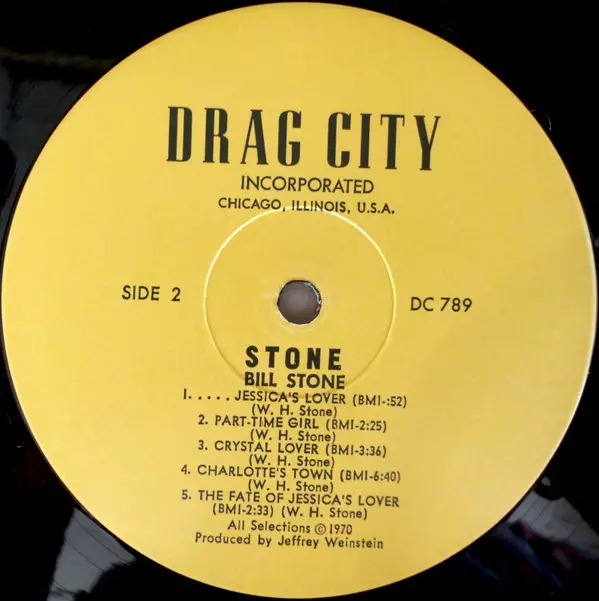 DRAG CITY
INCORPORATED
CHICAGO, ILLINOIS, U.S.A.
SIDE 2
DC 789
STONE
BILL STONE
1. .... JESSICA'S LOVER (BMI-:52)
(W. H. Stone)
2. PART-TIME GIRL (BMI-2:25)
(W. H. Stone)
3. CRYSTAL LOVER (BMI-3:36)
(W. H. Stone)
4. CHARLOTTE'S TOWN (BMI-6:40)
(W. H. Stone)
5. THE FATE OF JESSICA'S LOVER
(BMI-2:33) (W. H. Stone)
All Selections ©1970
Produced by Jeffrey Weinstein